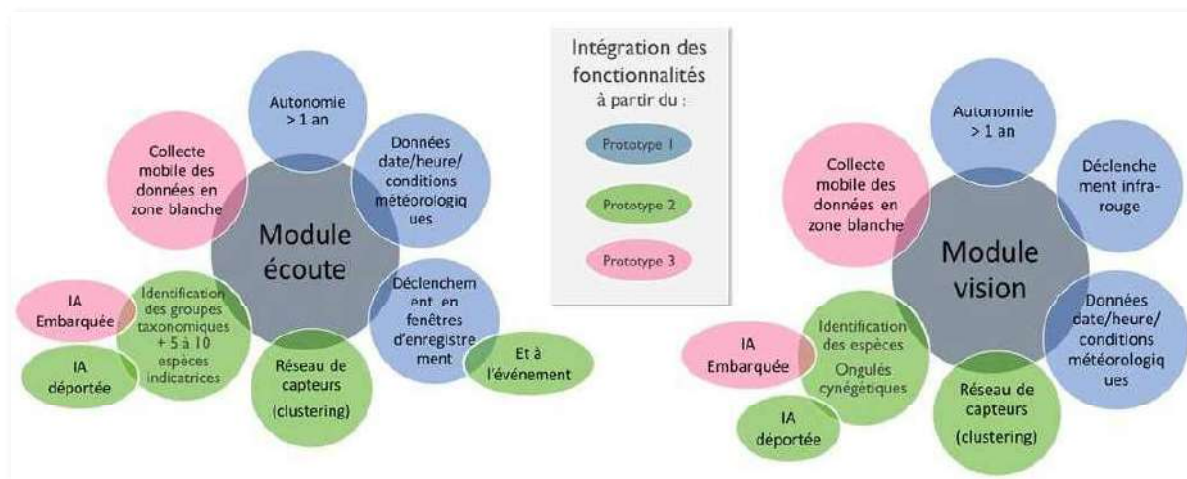 Autonomie
> 1 an
Données
date/heure/
conditions
météorologiq
ues
Déclenchem
ent en
fenêtres
d'enregistre
ment
Et à
l'événement
Réseau de
capteurs
(clustering)
Identification
des groupes
taxonomiques
+ 5 à 10
espèces
indicatrices
IA
Embarquée
IA
déportée
Collecte
mobile des
données en
zone blanche
Module
écoute
Intégration des
fonctionnalités
à partir du :
Prototype 1
Prototype 2
Prototype 3
Autonomie
> 1 an
Déclenche
ment infra-
rouge
Données
date/heure/
conditions
météorologiq
ues
Réseau de
capteurs
(clustering)
Identification
des espèces
Ongulés
cynégétiques
IA
Embarquée
IA
déportée
Collecte
mobile des
données en
zone blanche
Module
vision